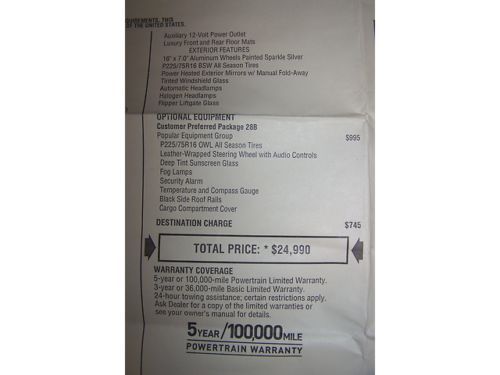 QUIREMENTS. THIS
OF THE UNITED STATES.
Auxiliary 12-Volt Power Outlet
Luxury Front and Rear Floor Mats
EXTERIOR FEATURES
16" x 7.0" Aluminum Wheels Painted Sparkle Silver
P225/75R16 BSW All Season Tires
Power Heated Exterior Mirrors w/ Manual Fold-Away
Tinted Windshield Glass
Automatic Headlamps
Halogen Headlamps
Flipper Liftgate Glass
OPTIONAL EQUIPMENT
Customer Preferred Package 28B
Popular Equipment Group $995
P225/75R16 OWL All Season Tires
Leather-Wrapped Steering Wheel with Audio Controls
Deep Tint Sunscreen Glass
Fog Lamps
Security Alarm
Temperature and Compass Gauge
Black Side Roof Rails
Cargo Compartment Cover
DESTINATION CHARGE $745
TOTAL PRICE: * $24,990
WARRANTY COVERAGE
5-year or 100,000-mile Powertrain Limited Warranty.
3-year or 36,000-mile Basic Limited Warranty.
24-hour towing assistance; certain restrictions apply.
Ask Dealer for a copy of the limited warranties or
see your owner's manual for details.
5 YEAR/100,000 MILE
POWERTRAIN WARRANTY